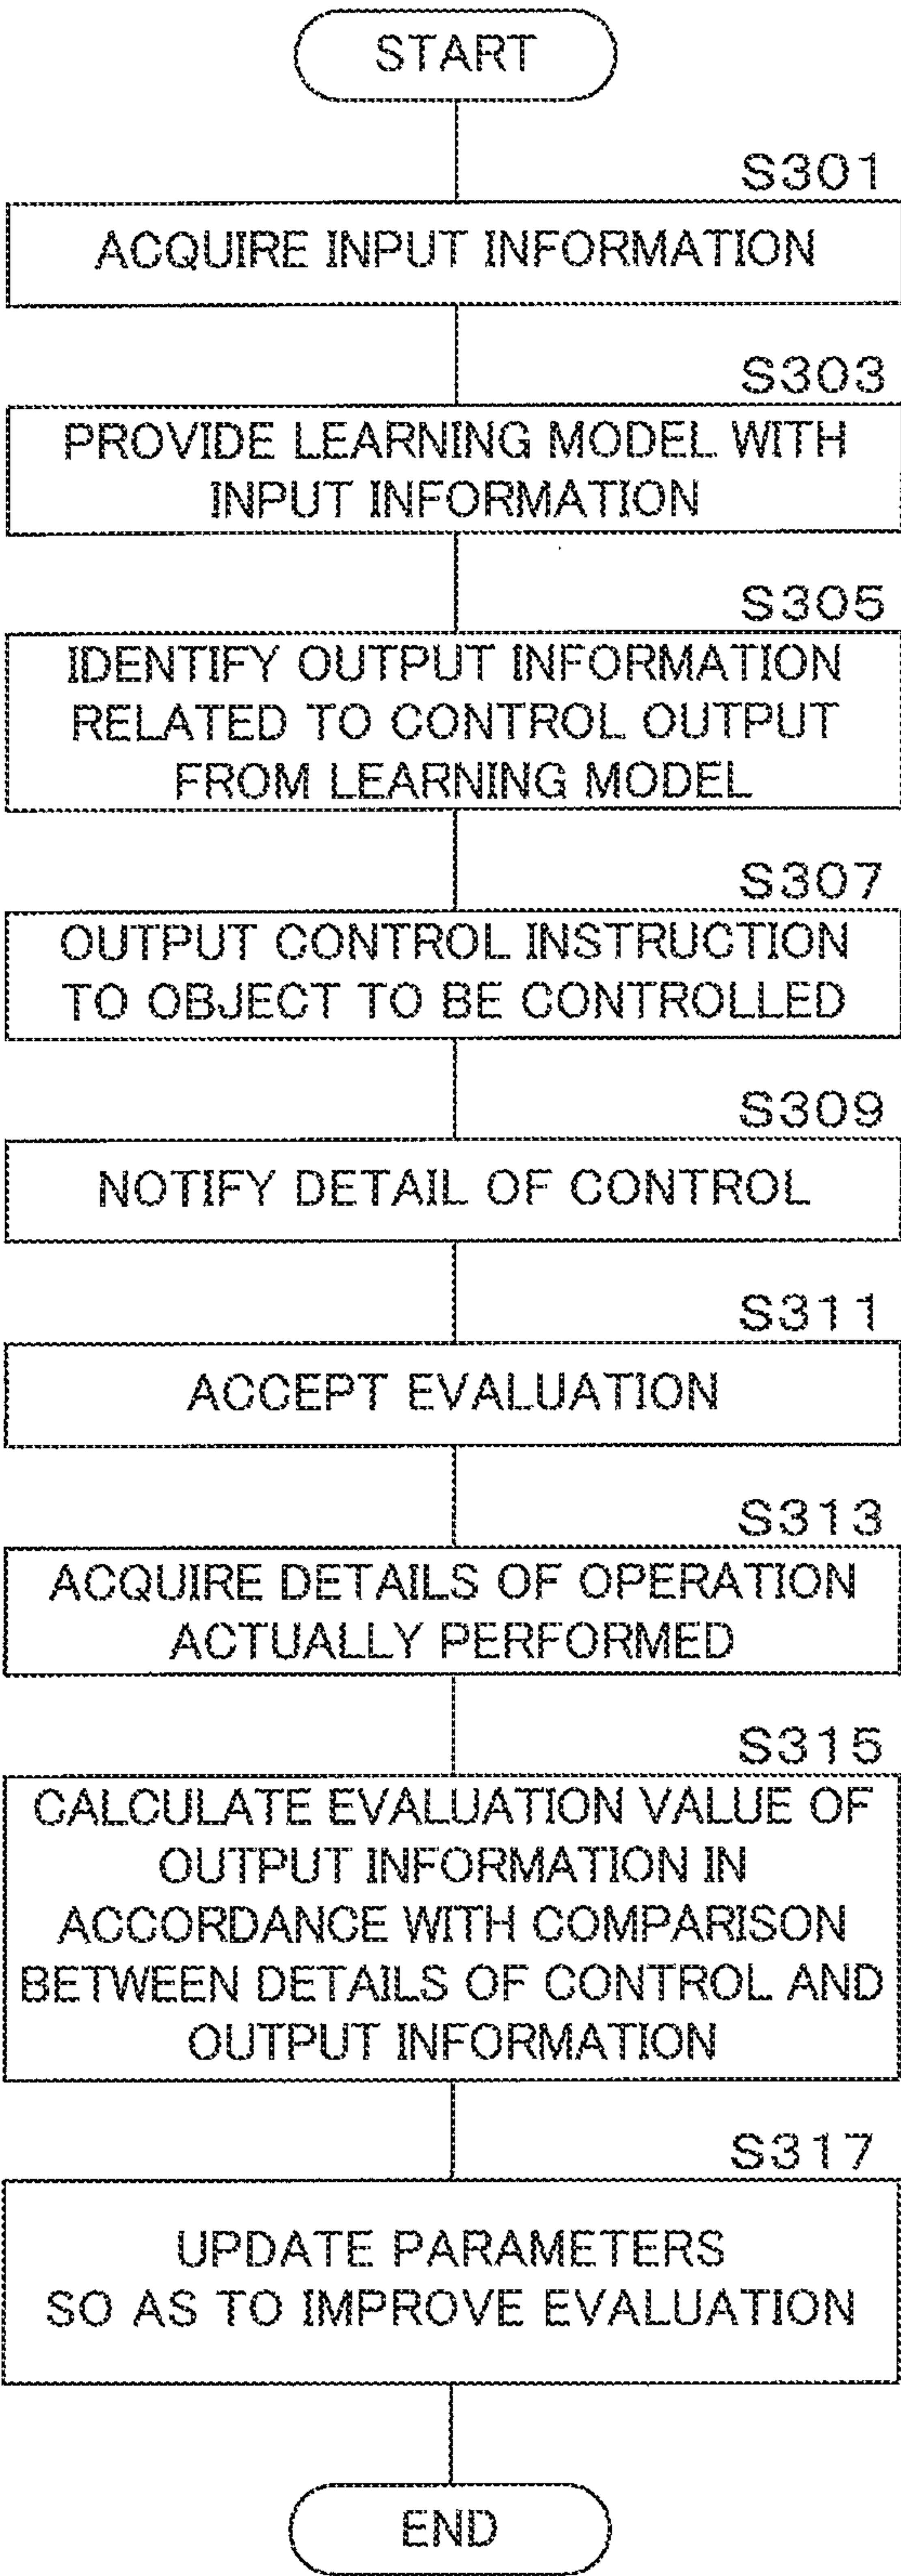 START
S301
ACQUIRE INPUT INFORMATION
S303
PROVIDE LEARNING MODEL WITH
INPUT INFORMATION
S305
IDENTIFY OUTPUT INFORMATION
RELATED TO CONTROL OUTPUT
FROM LEARNING MODEL
S307
OUTPUT CONTROL INSTRUCTION
TO OBJECT TO BE CONTROLLED
S309
NOTIFY DETAIL OF CONTROL
S311
ACCEPT EVALUATION
S313
ACQUIRE DETAILS OF OPERATION
ACTUALLY PERFORMED
S315
CALCULATE EVALUATION VALUE OF
OUTPUT INFORMATION IN
ACCORDANCE WITH COMPARISON
BETWEEN DETAILS OF CONTROL AND
OUTPUT INFORMATION
S317
UPDATE PARAMETERS
SO AS TO IMPROVE EVALUATION
END